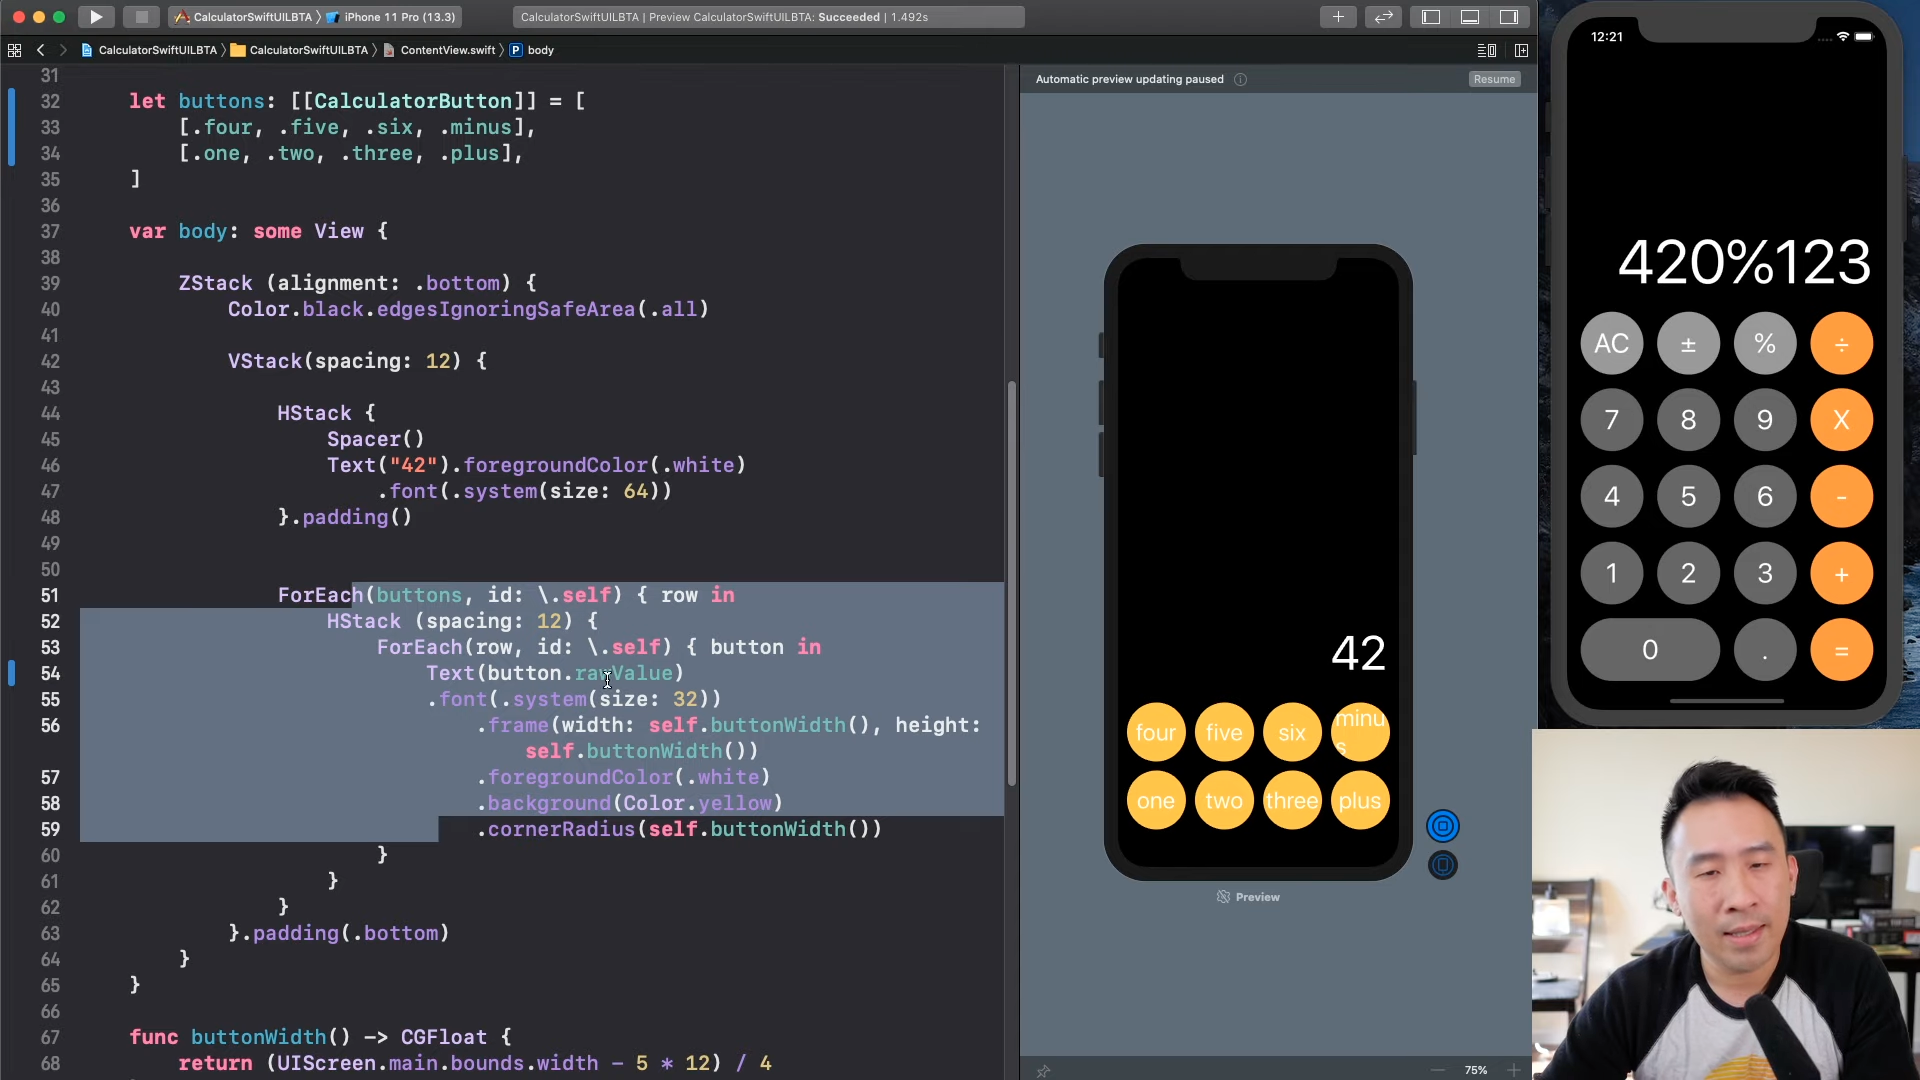 CalculatorSwiftUILBTA 〉 iPhone 11 Pro (13.3)
CalculatorSwiftUILBTA | Preview CalculatorSwiftUILBTA: Succeeded | 1.492s
CalculatorSwiftUILBTA 〉 CalculatorSwiftUILBTA 〉 ContentView.swift 〉 P body
31
32 let buttons: [[CalculatorButton]] = [
33 [.four, .five, .six, .minus],
34 [.one, .two, .three, .plus],
35 ]
36
37 var body: some View {
38
39 ZStack (alignment: .bottom) {
40 Color.black.edgesIgnoringSafeArea(.all)
41
42 VStack(spacing: 12) {
43
44 HStack {
45 Spacer()
46 Text("42").foregroundColor(.white)
47 .font(.system(size: 64))
48 }.padding()
49
50
51 ForEach(buttons, id: \.self) { row in
52 HStack (spacing: 12) {
53 ForEach(row, id: \.self) { button in
54 Text(button.rawValue)
55 .font(.system(size: 32))
56 .frame(width: self.buttonWidth(), height:
self.buttonWidth())
57 .foregroundColor(.white)
58 .background(Color.yellow)
59 .cornerRadius(self.buttonWidth())
60 }
61 }
62 }
63 }.padding(.bottom)
64 }
65 }
66
67 func buttonWidth() -> CGFloat {
68 return (UIScreen.main.bounds.width - 5 * 12) / 4
Automatic preview updating paused
Resume
42
four five six minu
s
one two three plus
Preview
75%
12:21
420%123
AC ± % ÷
7 8 9 X
4 5 6 -
1 2 3 +
0 . =